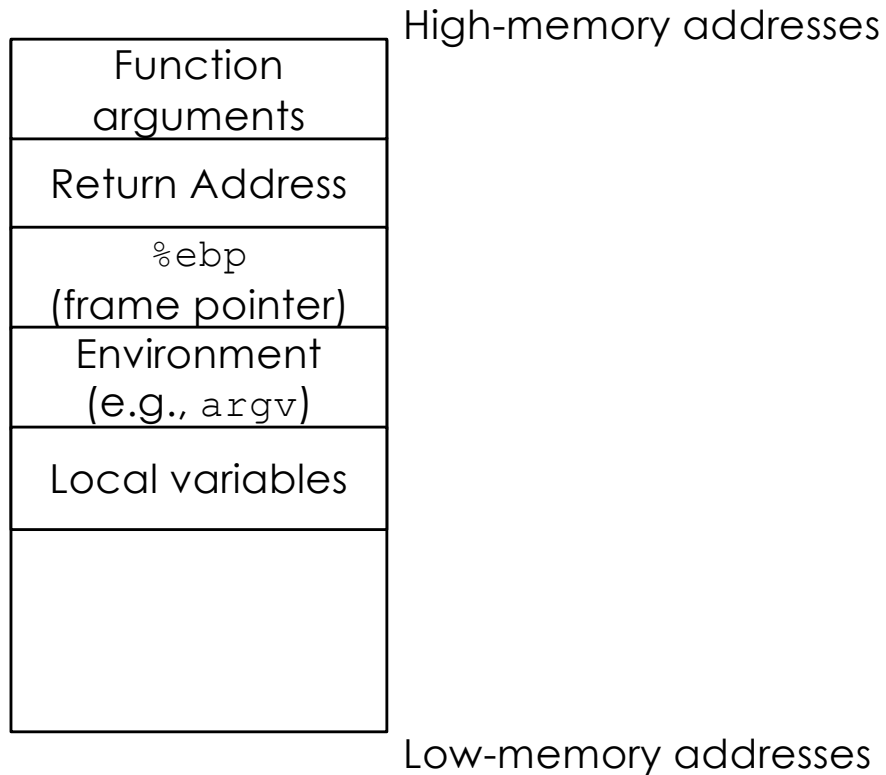 High-memory addresses
Function
arguments
Return Address
%ebp
(frame pointer)
Environment
(e.g., argv)
Local variables
Low-memory addresses